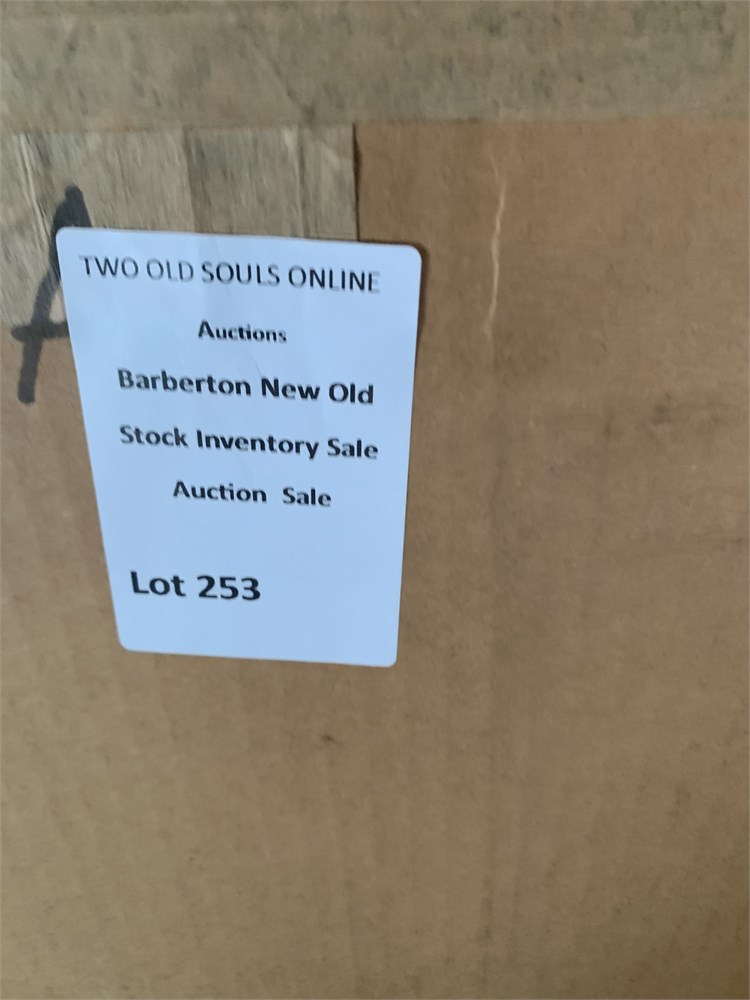 TWO OLD SOULS ONLINE
Auctions
Barberton New Old
Stock Inventory Sale
Auction Sale
Lot 253